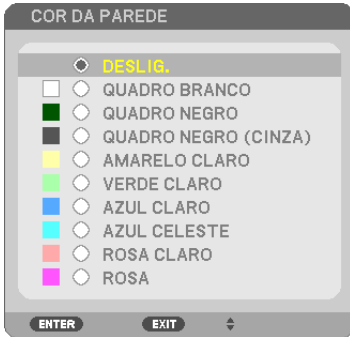 COR DA PAREDE
DESLIG.
QUADRO BRANCO
QUADRO NEGRO
QUADRO NEGRO (CINZA)
AMARELO CLARO
VERDE CLARO
AZUL CLARO
AZUL CELESTE
ROSA CLARO
ROSA
ENTER EXIT